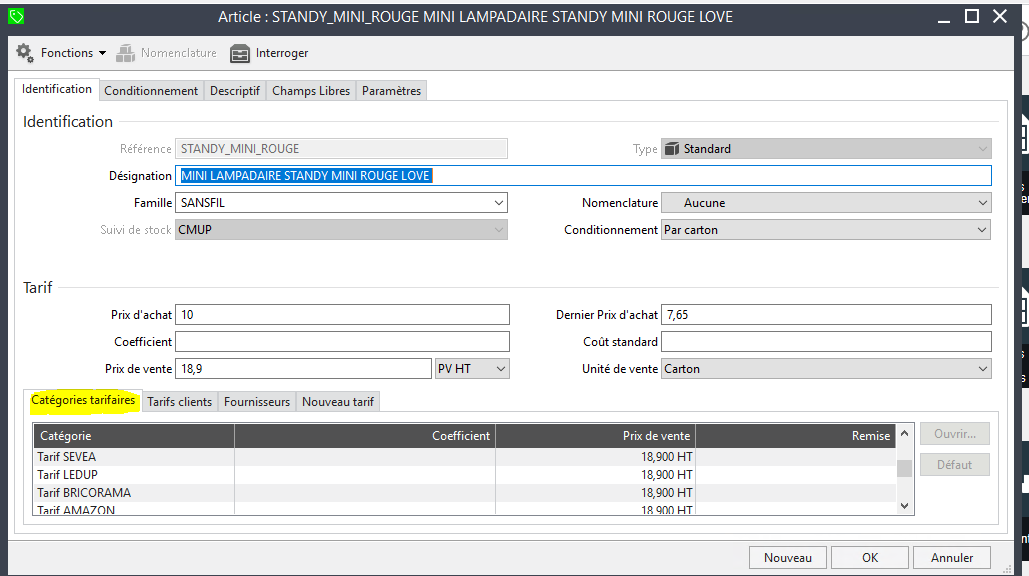 Article : STANDY_MINI_ROUGE MINI LAMPADAIRE STANDY MINI ROUGE LOVE
Fonctions Nomenclature Interroger
Identification Conditionnement Descriptif Champs Libres Paramètres
Identification
Référence STANDY_MINI_ROUGE Type Standard
Désignation MINI LAMPADAIRE STANDY MINI ROUGE LOVE
Famille SANSFIL Nomenclature Aucune
Suivi de stock CMUP Conditionnement Par carton
Tarif
Prix d'achat 10 Dernier Prix d'achat 7,65
Coefficient Coût standard
Prix de vente 18,9 PV HT Unité de vente Carton
Catégories tarifaires Tarifs clients Fournisseurs Nouveau tarif
Catégorie Coefficient Prix de vente Remise Ouvrir...
Tarif SEVEA 18,900 HT Défaut
Tarif LEDUP 18,900 HT
Tarif BRICORAMA 18,900 HT
Tarif AMAZON 18,900 HT
Nouveau OK Annuler